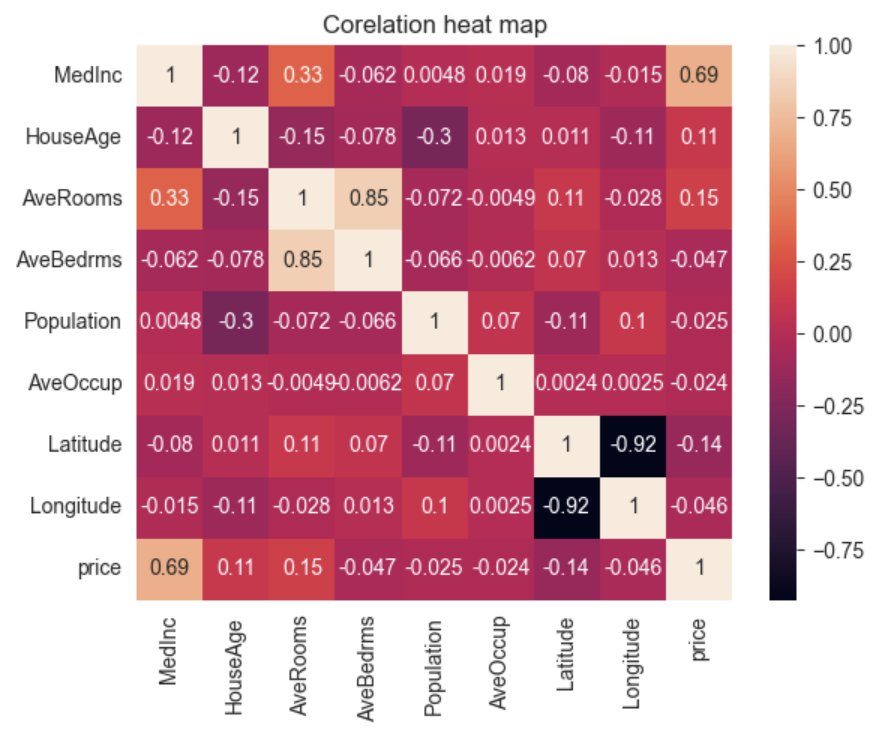 Corelation heat map
MedInc 1 -0.12 0.33 -0.062 0.0048 0.019 -0.08 -0.015 0.69
HouseAge -0.12 1 -0.15 -0.078 -0.3 0.013 0.011 -0.11 0.11
AveRooms 0.33 -0.15 1 0.85 -0.072 -0.0049 0.11 -0.028 0.15
AveBedrms -0.062 -0.078 0.85 1 -0.066 -0.0062 0.07 0.013 -0.047
Population 0.0048 -0.3 -0.072 -0.066 1 0.07 -0.11 0.1 -0.025
AveOccup 0.019 0.013 -0.0049 -0.0062 0.07 1 0.0024 0.0025 -0.024
Latitude -0.08 0.011 0.11 0.07 -0.11 0.0024 1 -0.92 -0.14
Longitude -0.015 -0.11 -0.028 0.013 0.1 0.0025 -0.92 1 -0.046
price 0.69 0.11 0.15 -0.047 -0.025 -0.024 -0.14 -0.046 1
MedInc
HouseAge
AveRooms
AveBedrms
Population
AveOccup
Latitude
Longitude
price
1.00
0.75
0.50
0.25
0.00
−0.25
−0.50
−0.75